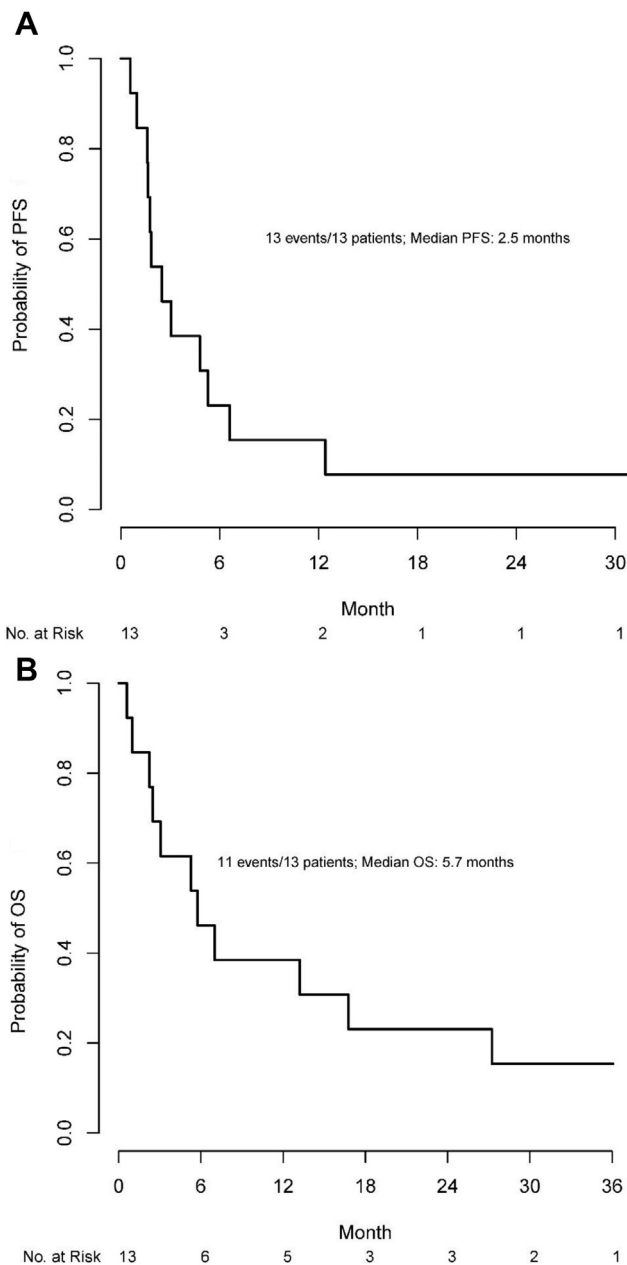 A
Probability of PFS
1.0
0.8
0.6
0.4
0.2
0.0
13 events/13 patients; Median PFS: 2.5 months
0 6 12 18 24 30
Month
No. at Risk 13 3 2 1 1 1
B
Probability of OS
1.0
0.8
0.6
0.4
0.2
0.0
11 events/13 patients; Median OS: 5.7 months
0 6 12 18 24 30 36
Month
No. at Risk 13 6 5 3 3 2 1